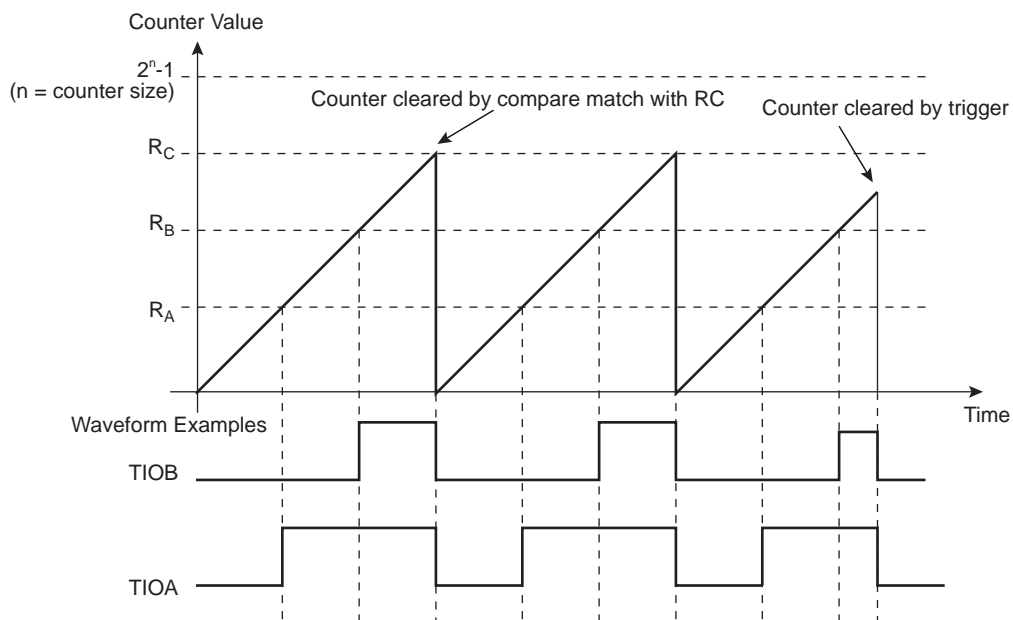 Counter Value
2ⁿ-1
(n = counter size)
Counter cleared by compare match with RC
Counter cleared by trigger
R_C
R_B
R_A
Time
Waveform Examples
TIOB
TIOA